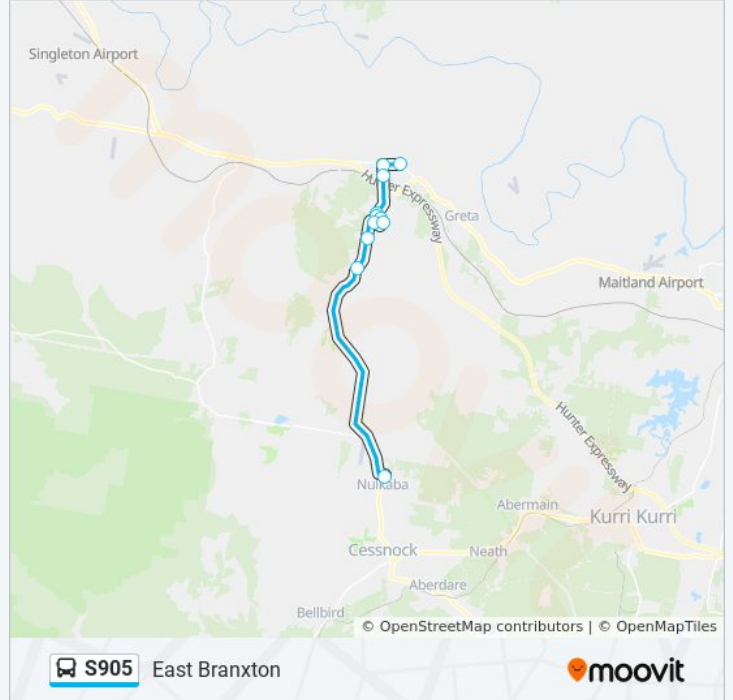 Singleton Airport
Hunter Expressway
Greta
Maitland Airport
Hunter Expressway
Nulkaba
Abermain
Kurri Kurri
Cessnock
Neath
Aberdare
Bellbird
© OpenStreetMap contributors | © OpenMapTiles
S905 East Branxton
moovit